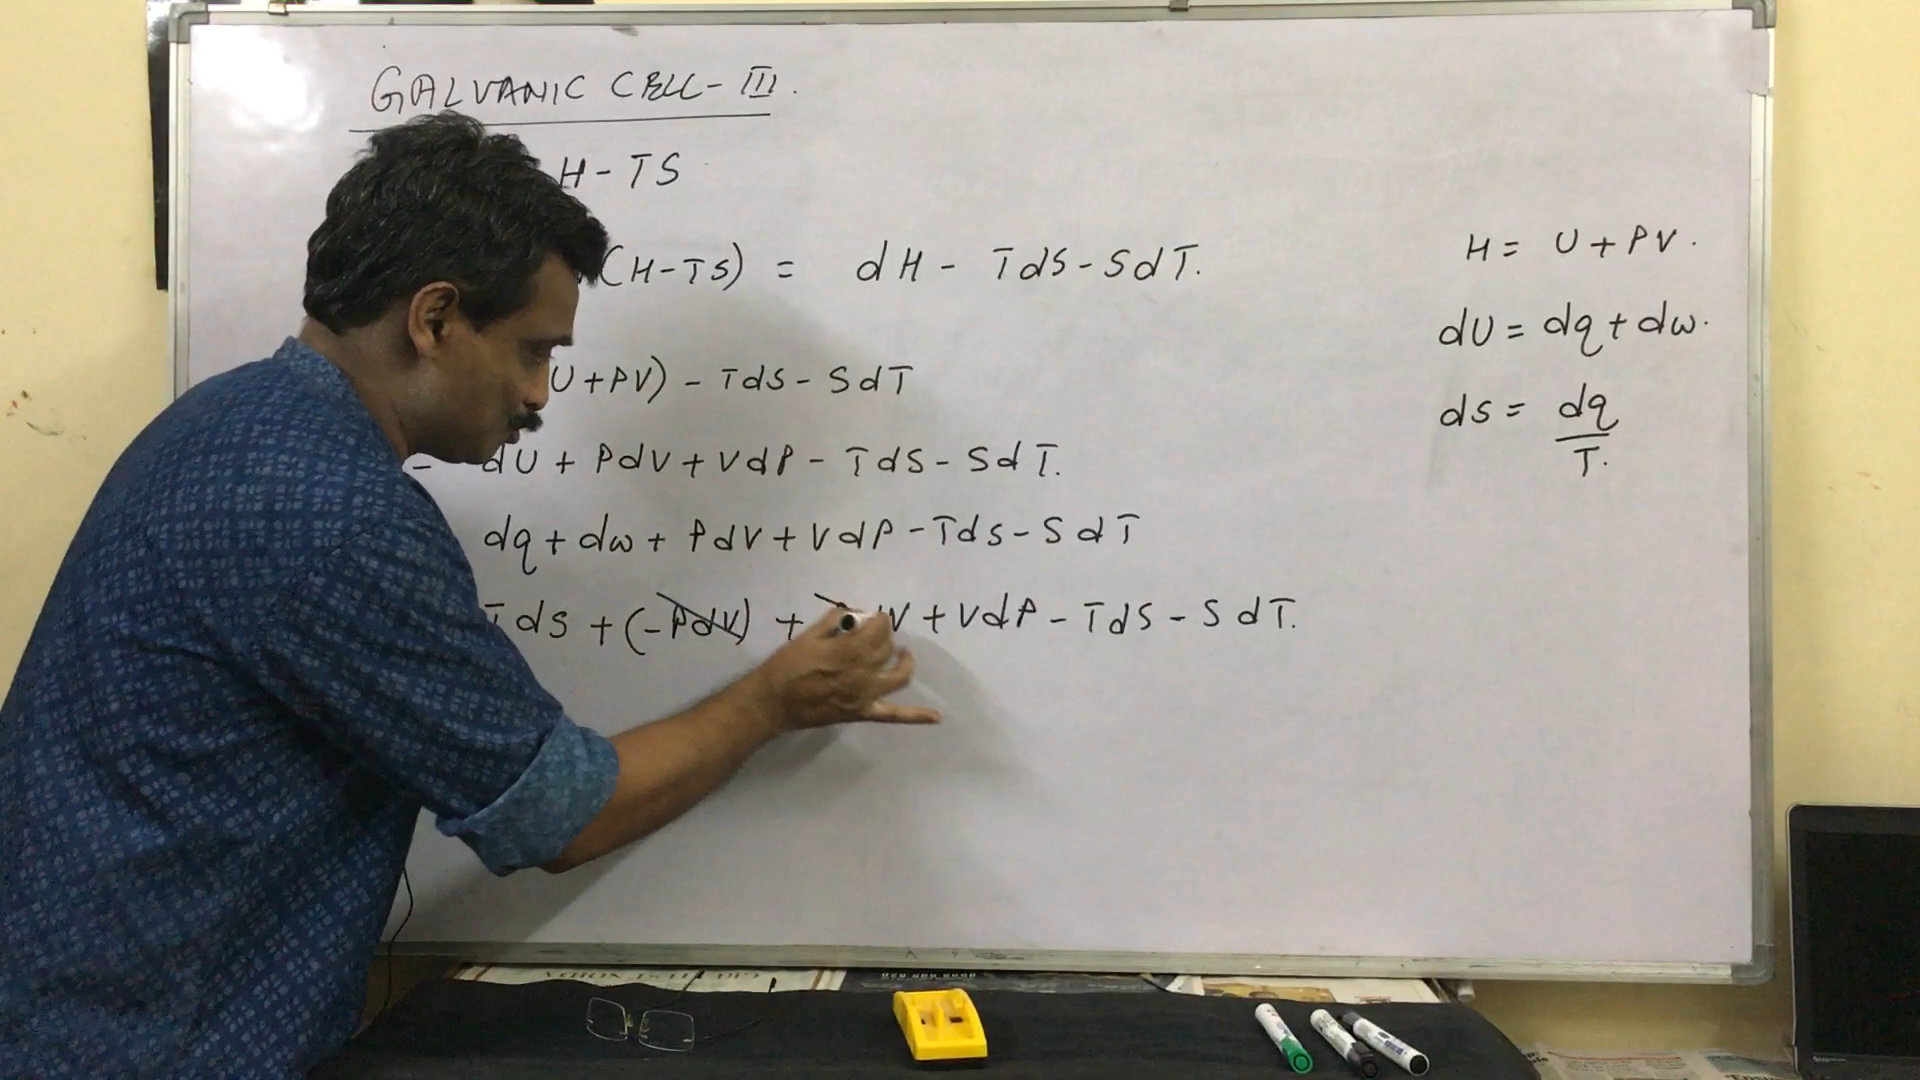 GALVANIC CELL-III.
H-TS
(H-TS) = dH - TdS-SdT.
U+PV) - TdS- SdT
- dU + PdV+VdP- TdS-SdT.
dq+dw+ PdV+VdP-TdS-SdT
Tds +(-PdV) + V +VdP-TdS-SdT.
H= U+PV.
dU= dq+dw.
ds= dq
T.